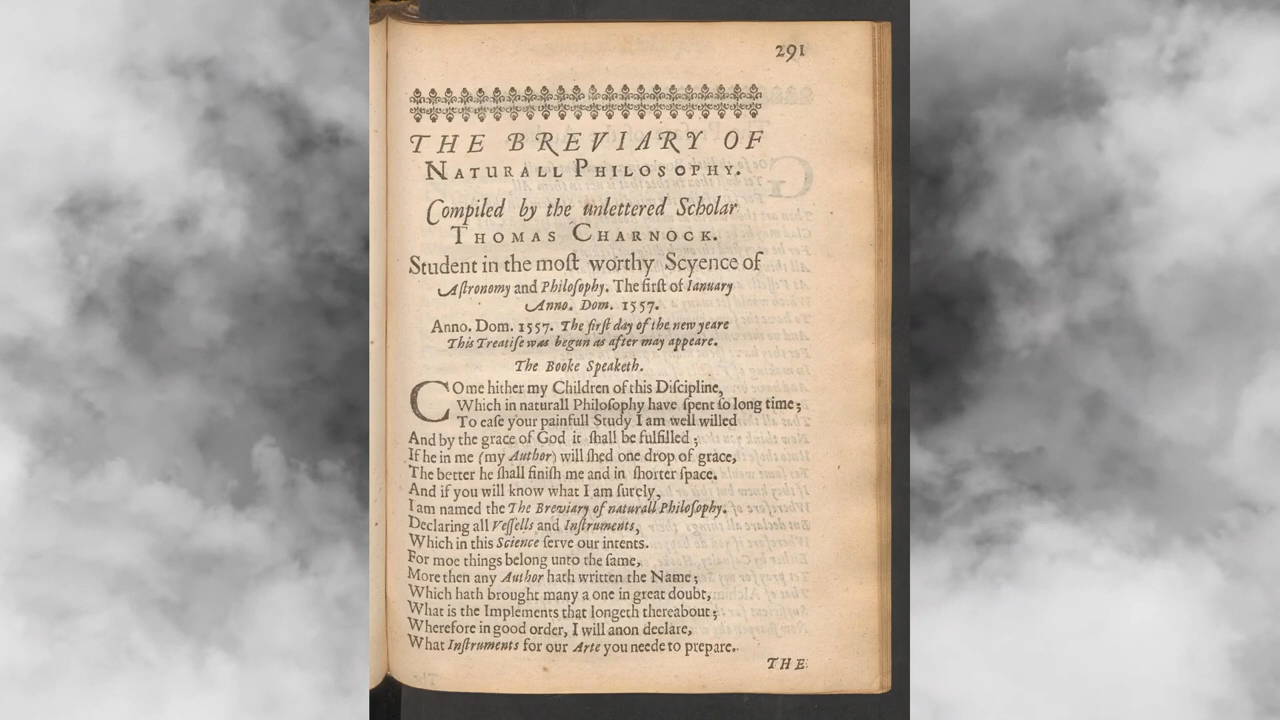 291
THE BREVIARY OF
NATURALL PHILOSOPHY.
Compiled by the unlettered Scholar
THOMAS CHARNOCK.
Student in the moſt worthy Scyence of
Aſtronomy and Philoſophy. The firſt of Ianuary
Anno. Dom. 1557.
Anno. Dom. 1557. The firſt day of the new yeare
This Treatiſe was begun as after may appeare.
The Booke Speaketh.
COme hither my Children of this Diſcipline,
Which in naturall Philoſophy have ſpent ſo long time;
To eaſe your painfull Study I am well willed
And by the grace of God it ſhall be fulfilled;
If he in me (my Author) will ſhed one drop of grace,
The better he ſhall finiſh me and in ſhorter ſpace.
And if you will know what I am ſurely,
I am named the The Breviary of naturall Philoſophy.
Declaring all Veſſells and Inſtruments,
Which in this Science ſerve our intents.
For moe things belong unto the ſame,
More then any Author hath written the Name;
Which hath brought many a one in great doubt,
What is the Implements that longeth thereabout;
Wherefore in good order, I will anon declare,
What Inſtruments for our Arte you neede to prepare.
THE